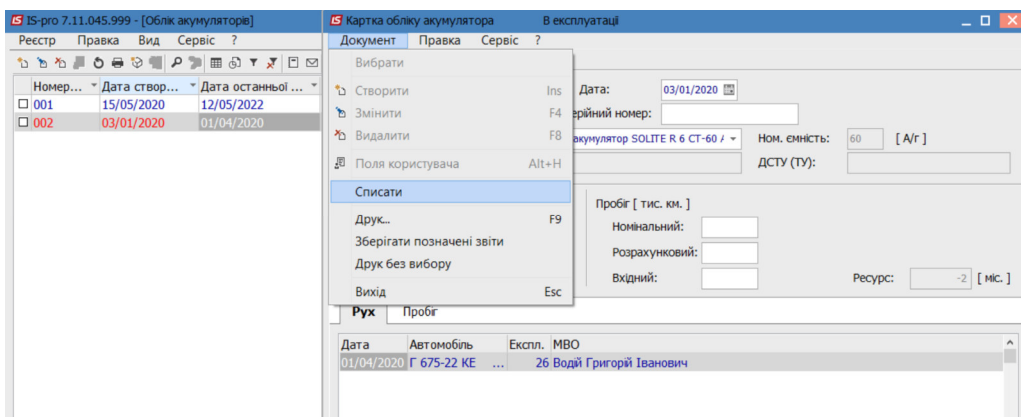 IS-pro 7.11.045.999 - [Облік акумуляторів]
Реєстр Правка Вид Сервіс ?
Номер... Дата створ... Дата останньої ...
001 15/05/2020 12/05/2022
002 03/01/2020 01/04/2020
Картка обліку акумулятора В експлуатації
Документ Правка Сервіс ?
Вибрати
Створити Ins
Змінити F4
Видалити F8
Поля користувача Alt+H
Списати
Друк... F9
Зберігати позначені звіти
Друк без вибору
Вихід Esc
Дата: 03/01/2020
ерійний номер:
акумулятор SOLITE R 6 CT-60 Ном. ємність: 60 [ А/г ]
ДСТУ (ТУ):
Пробіг [ тис. км. ]
Номінальний:
Розрахунковий:
Вхідний: Ресурс: -2 [ міс. ]
Рух Пробіг
Дата Автомобіль Експл. МВО
01/04/2020 Г 675-22 КЕ ... 26 Водій Григорій Іванович